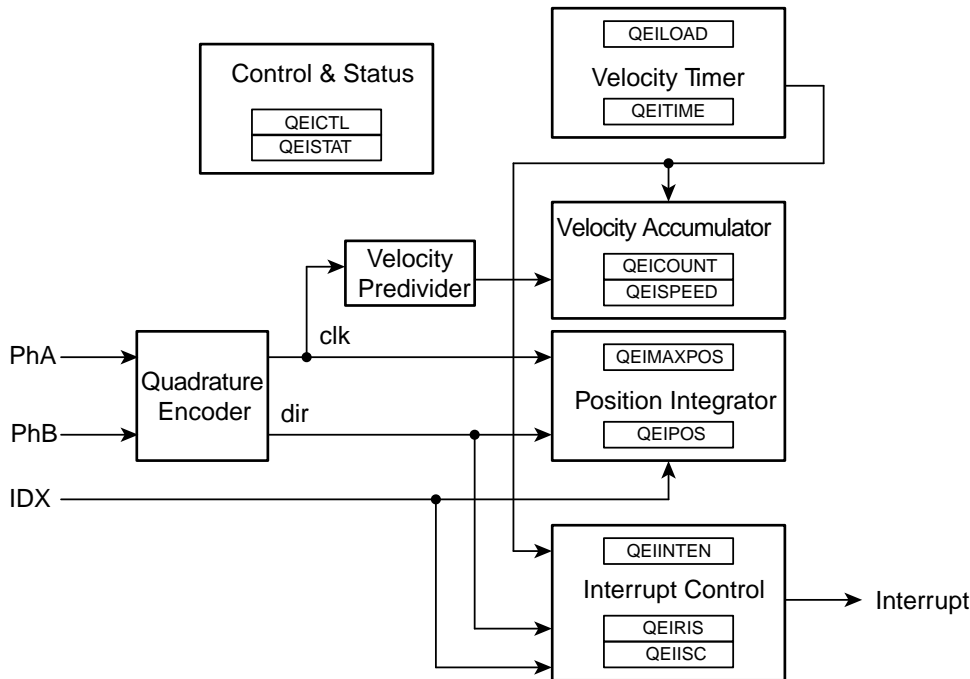 QEILOAD
Control & Status
Velocity Timer
QEICTL
QEITIME
QEISTAT
Velocity Accumulator
Velocity
Predivider
QEICOUNT
QEISPEED
clk
PhA
QEIMAXPOS
Quadrature
Encoder
Position Integrator
dir
PhB
QEIPOS
IDX
QEIINTEN
Interrupt Control
Interrupt
QEIRIS
QEIISC